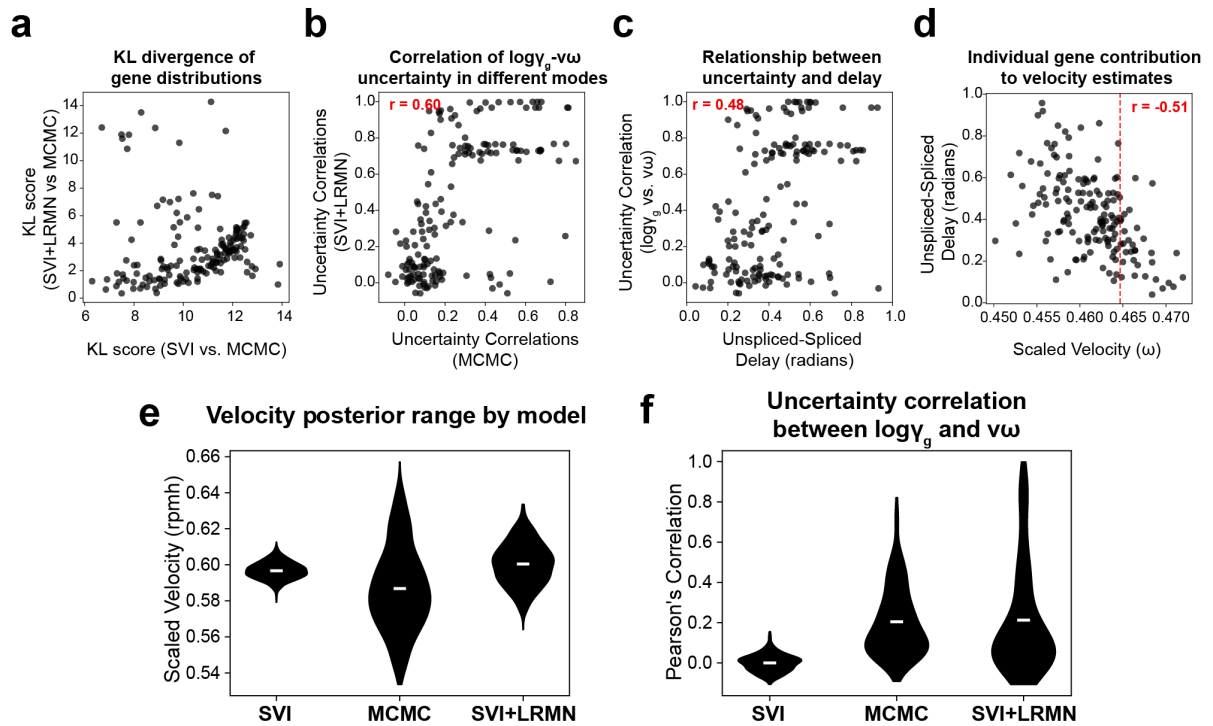 a
KL divergence of
gene distributions
KL score
(SVI+LRMN vs MCMC)
14
12
10
8
6
4
2
0
6 8 10 12 14
KL score (SVI vs. MCMC)
b
Correlation of logγg-νω
uncertainty in different modes
Uncertainty Correlations
(SVI+LRMN)
r = 0.60
1.0
0.8
0.6
0.4
0.2
0.0
0.0 0.2 0.4 0.6 0.8
Uncertainty Correlations
(MCMC)
c
Relationship between
uncertainty and delay
Uncertainty Correlation
(logγg vs. νω)
r = 0.48
1.0
0.8
0.6
0.4
0.2
0.0
0.0 0.2 0.4 0.6 0.8 1.0
Unspliced-Spliced
Delay (radians)
d
Individual gene contribution
to velocity estimates
Unspliced-Spliced
Delay (radians)
r = -0.51
1.0
0.8
0.6
0.4
0.2
0.0
0.450 0.455 0.460 0.465 0.470
Scaled Velocity (ω)
e
Velocity posterior range by model
Scaled Velocity (rpmh)
0.66
0.64
0.62
0.60
0.58
0.56
0.54
SVI MCMC SVI+LRMN
f
Uncertainty correlation
between logγg and νω
Pearson's Correlation
1.0
0.8
0.6
0.4
0.2
0.0
SVI MCMC SVI+LRMN